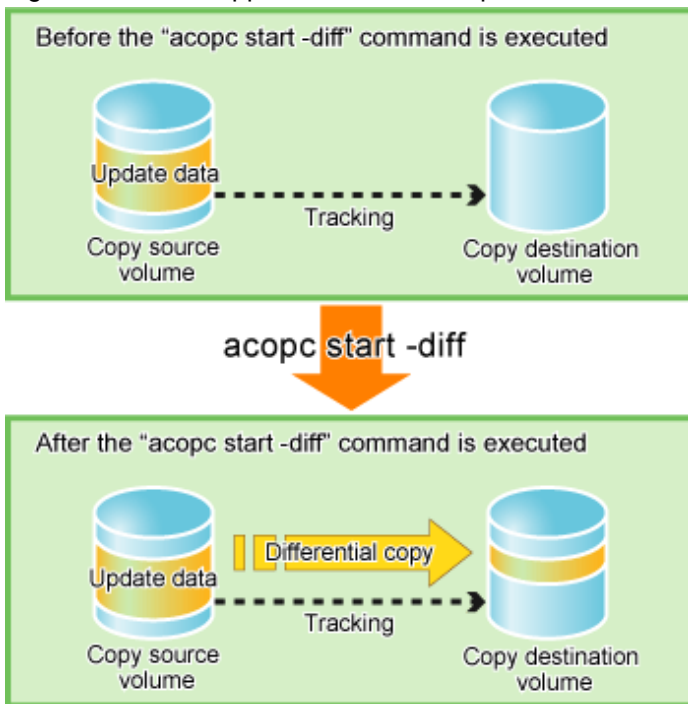 Before the “acopc start -diff” command is executed
Update data
Tracking
Copy source
volume
Copy destination
volume
acopc start -diff
After the “acopc start -diff” command is executed
Differential copy
Update data
Tracking
Copy source
volume
Copy destination
volume